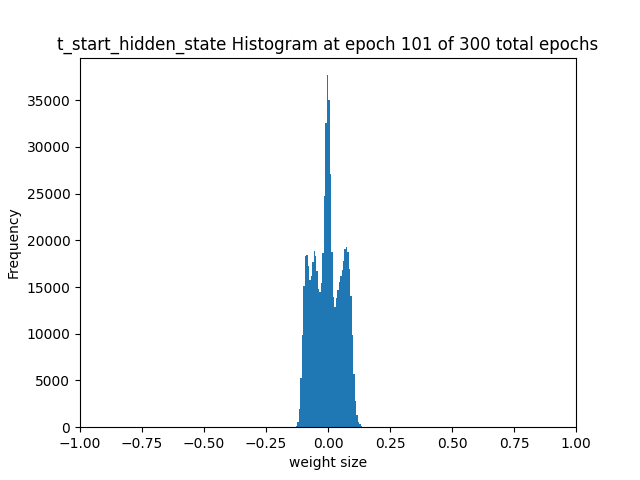 t_start_hidden_state Histogram at epoch 101 of 300 total epochs
35000
30000
25000
20000
15000
10000
5000
0
Frequency
−1.00 −0.75 −0.50 −0.25 0.00 0.25 0.50 0.75 1.00
weight size